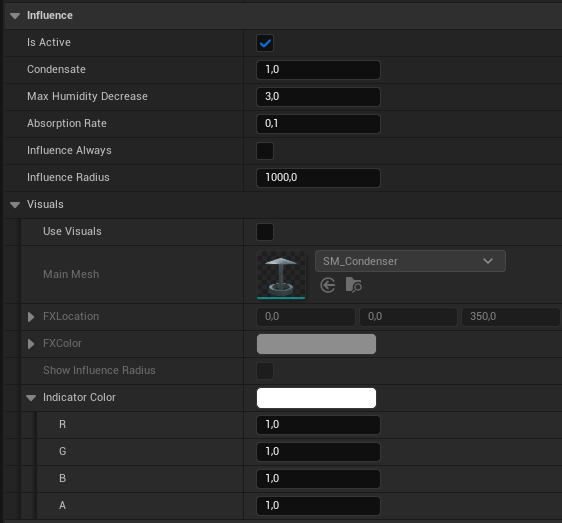 Influence
Is Active
Condensate 1,0
Max Humidity Decrease 3,0
Absorption Rate 0,1
Influence Always
Influence Radius 1000,0
Visuals
Use Visuals
Main Mesh SM_Condenser
FXLocation 0,0 0,0 350,0
FXColor
Show Influence Radius
Indicator Color
R 1,0
G 1,0
B 1,0
A 1,0